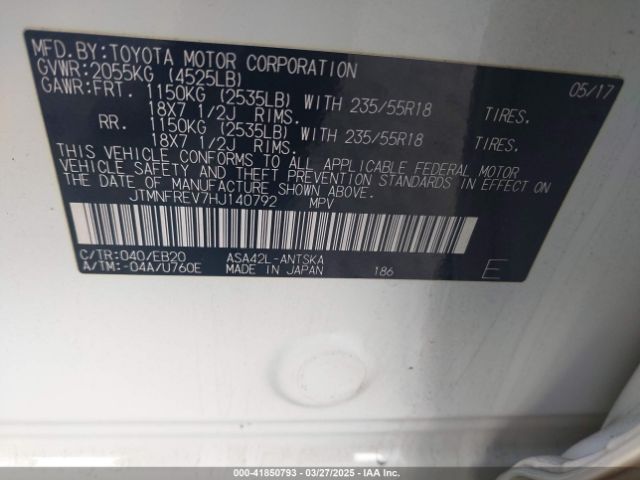 MFD.BY:TOYOTA MOTOR CORPORATION 05/17
GVWR:2055KG (4525LB)
GAWR:FRT. 1150KG (2535LB) WITH 235/55R18 TIRES.
18X7 1/2J RIMS.
RR. 1150KG (2535LB) WITH 235/55R18 TIRES.
18X7 1/2J RIMS.
THIS VEHICLE CONFORMS TO ALL APPLICABLE FEDERAL MOTOR
VEHICLE SAFETY AND THEFT PREVENTION STANDARDS IN EFFECT ON
THE DATE OF MANUFACTURE SHOWN ABOVE.
JTMNFREV7HJ140792 MPV
C/TR:040/EB20 ASA42L-ANTSKA
A/TM:-04A/U760E MADE IN JAPAN 186 E
000-41850793 - 03/27/2025 - IAA Inc.